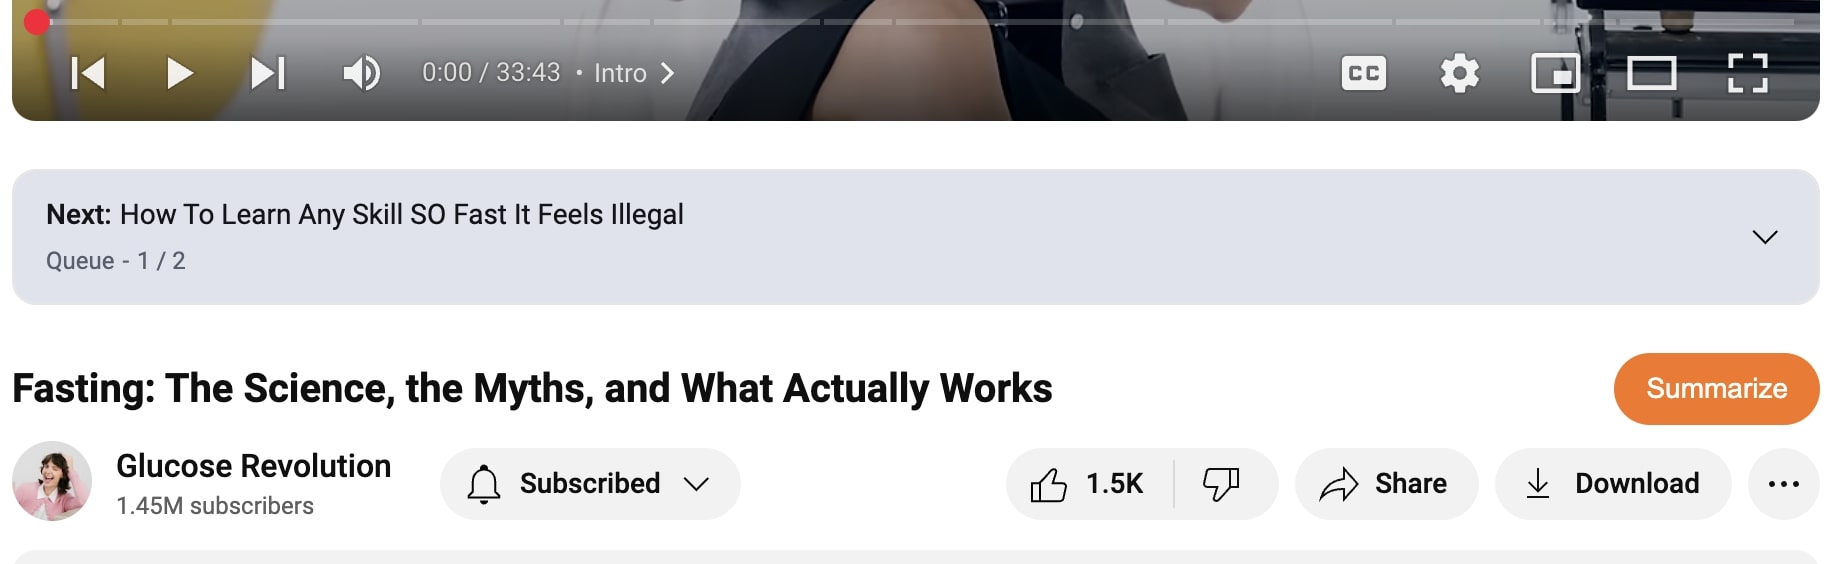 0:00 / 33:43 • Intro
CC
Next: How To Learn Any Skill SO Fast It Feels Illegal
Queue - 1 / 2
Fasting: The Science, the Myths, and What Actually Works
Summarize
Glucose Revolution
1.45M subscribers
Subscribed
1.5K
Share
Download